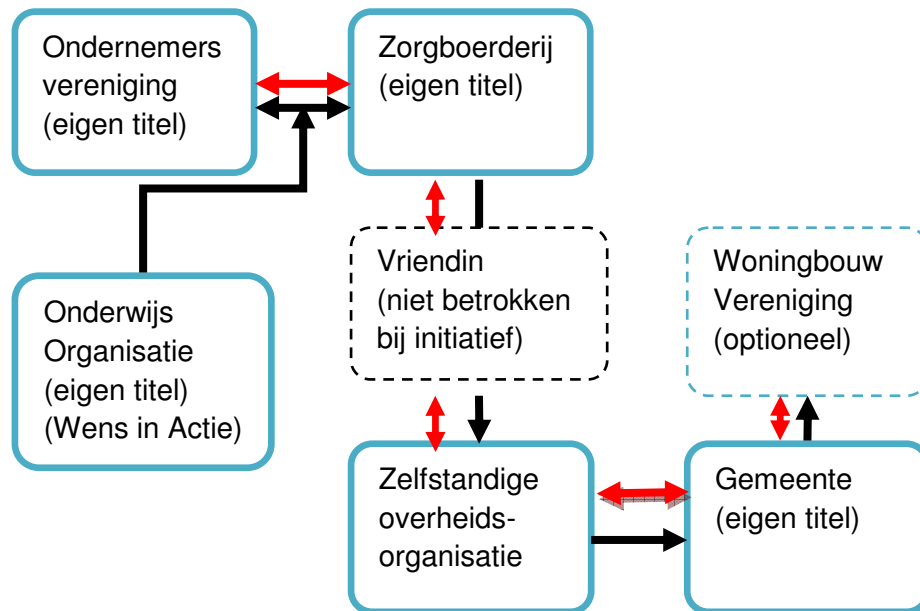 Ondernemers
vereniging
(eigen titel)
Zorgboerderij
(eigen titel)
Vriendin
(niet betrokken
bij initiatief)
Woningbouw
Vereniging
(optioneel)
Onderwijs
Organisatie
(eigen titel)
(Wens in Actie)
Zelfstandige
overheids-
organisatie
Gemeente
(eigen titel)